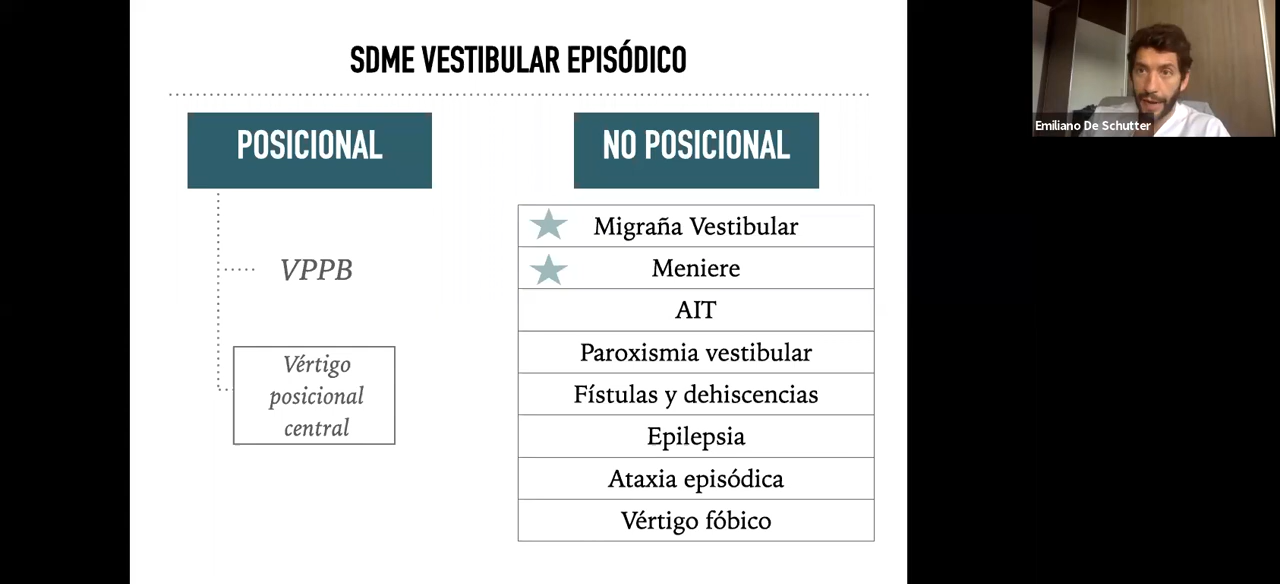 SDME VESTIBULAR EPISÓDICO
POSICIONAL
VPPB
Vértigo
posicional
central
NO POSICIONAL
Migraña Vestibular
Meniere
AIT
Paroxismia vestibular
Fístulas y dehiscencias
Epilepsia
Ataxia episódica
Vértigo fóbico
Emiliano De Schutter